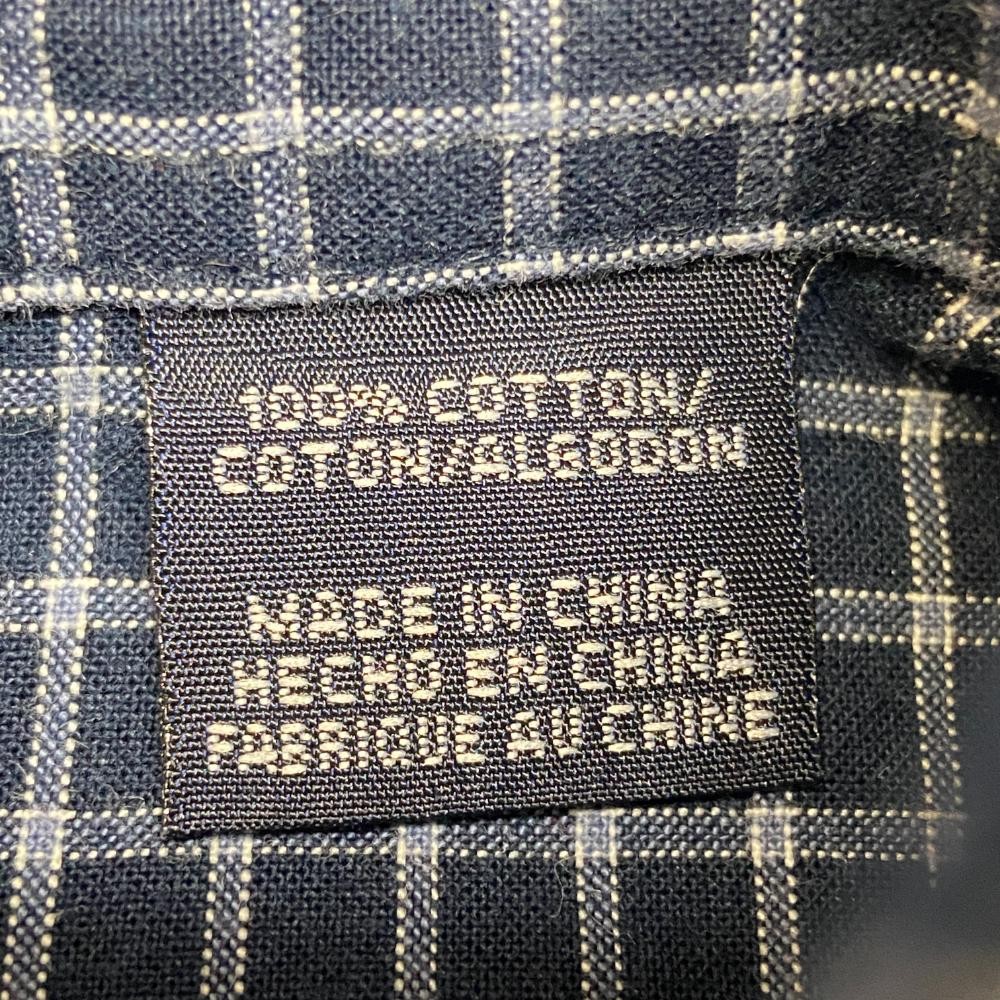 100% COTTON/
COTON/ALGODON
MADE IN CHINA
HECHO EN CHINA
FABRIQUE AU CHINE